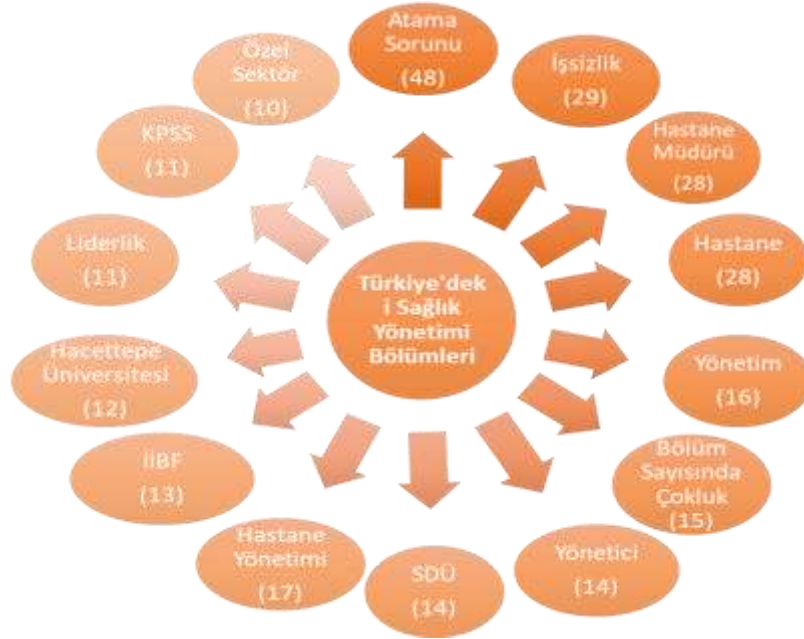 Türkiye'dek
i Sağlık
Yönetimi
Bölümleri
Atama
Sorunu
(48)
İşsizlik
(29)
Hastane
Müdürü
(28)
Hastane
(28)
Yönetim
(16)
Bölüm
Sayısında
Çokluk
(15)
Yönetici
(14)
SDÜ
(14)
Hastane
Yönetimi
(17)
İİBF
(13)
Hacettepe
Üniversitesi
(12)
Liderlik
(11)
KPSS
(11)
Özel
Sektör
(10)